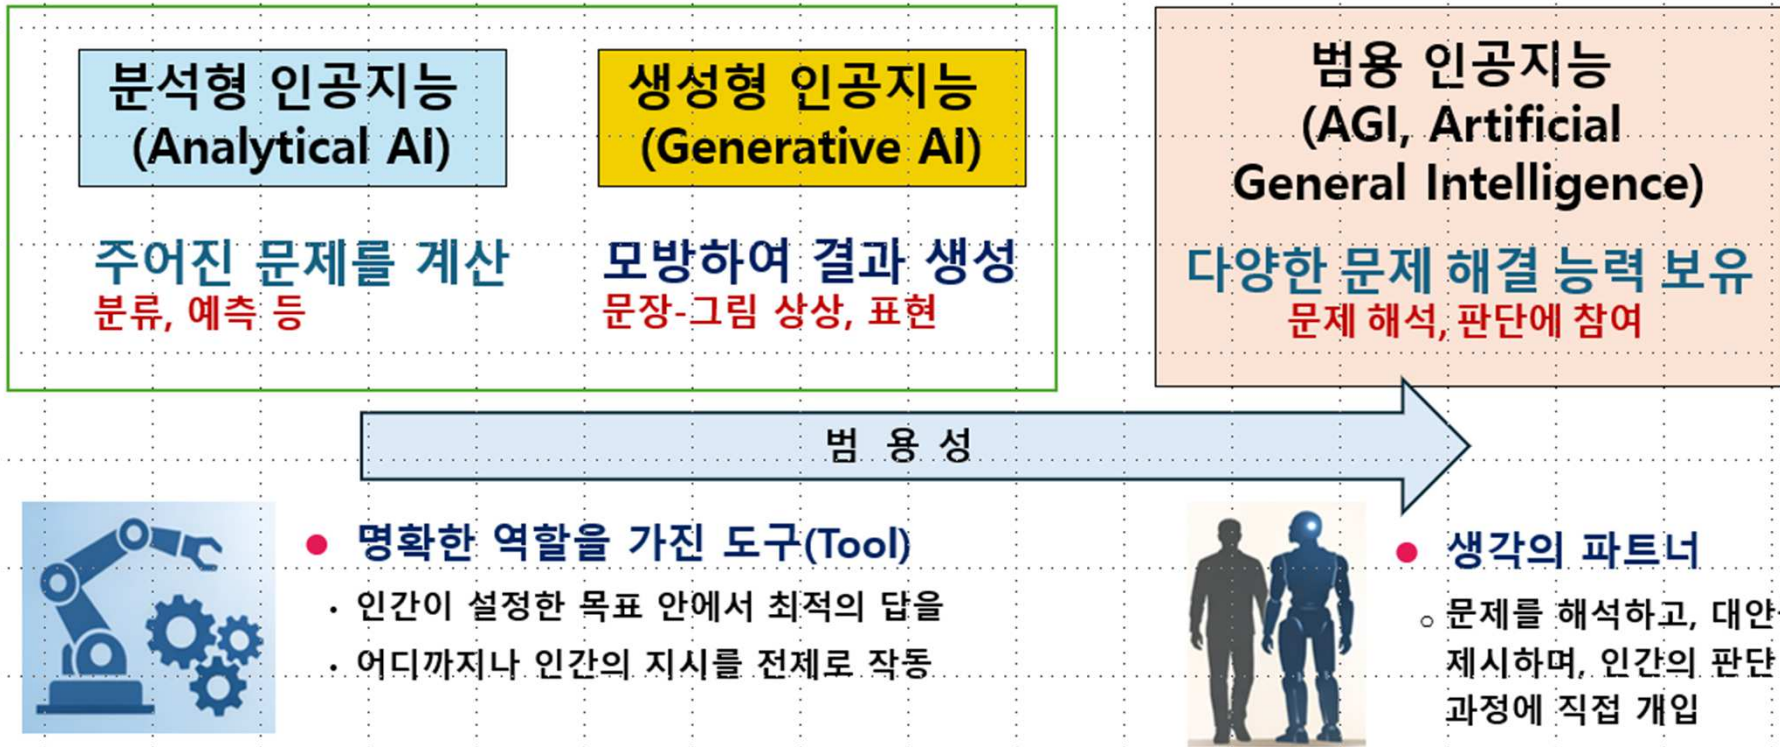 분석형 인공지능
(Analytical AI)
주어진 문제를 계산
분류, 예측 등
생성형 인공지능
(Generative AI)
모방하여 결과 생성
문장-그림 상상, 표현
범용 인공지능
(AGI, Artificial
General Intelligence)
다양한 문제 해결 능력 보유
문제 해석, 판단에 참여
범 용 성
명확한 역할을 가진 도구(Tool)
인간이 설정한 목표 안에서 최적의 답을
어디까지나 인간의 지시를 전제로 작동
생각의 파트너
문제를 해석하고, 대안
제시하며, 인간의 판단
과정에 직접 개입